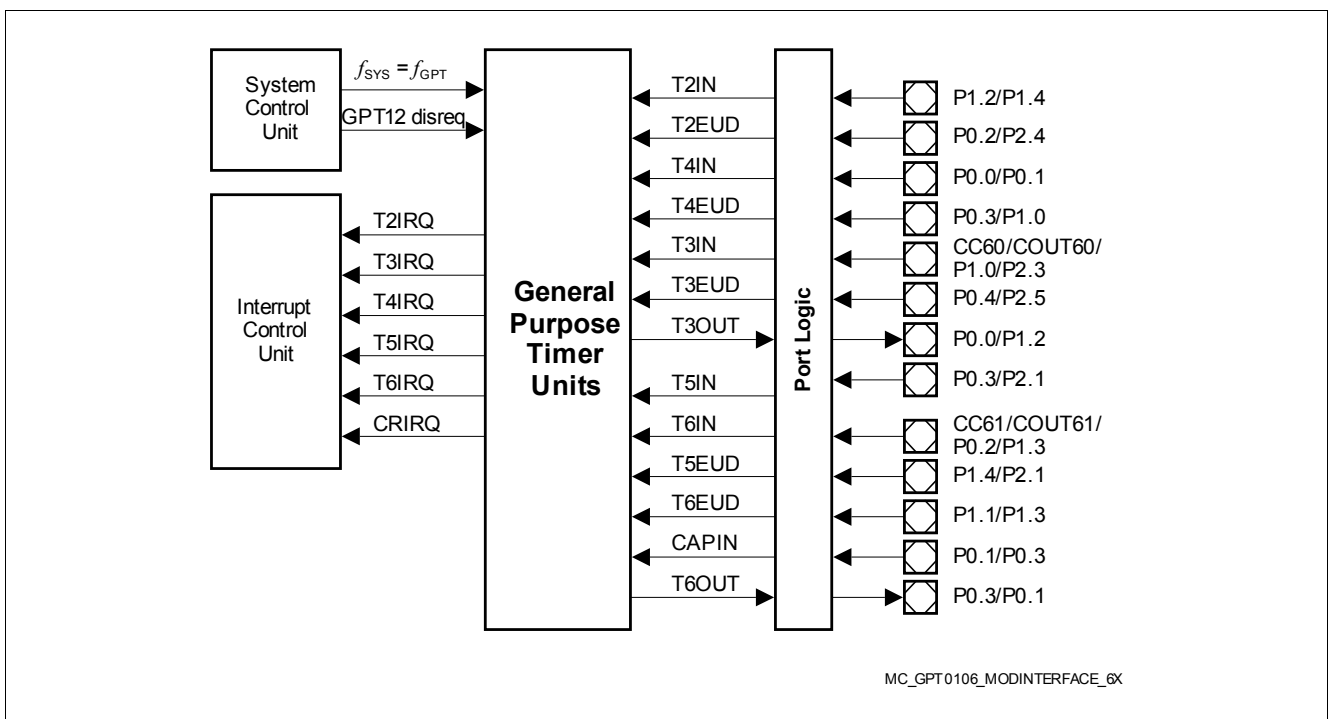 System
Control
Unit
fSYS = fGPT
GPT12 disreq
Interrupt
Control
Unit
T2IRQ
T3IRQ
T4IRQ
T5IRQ
T6IRQ
CRIRQ
General
Purpose
Timer
Units
T2IN
T2EUD
T4IN
T4EUD
T3IN
T3EUD
T3OUT
T5IN
T6IN
T5EUD
T6EUD
CAPIN
T6OUT
Port Logic
P1.2/P1.4
P0.2/P2.4
P0.0/P0.1
P0.3/P1.0
CC60/COUT60/
P1.0/P2.3
P0.4/P2.5
P0.0/P1.2
P0.3/P2.1
CC61/COUT61/
P0.2/P1.3
P1.4/P2.1
P1.1/P1.3
P0.1/P0.3
P0.3/P0.1
MC_GPT0106_MODINTERFACE_6X